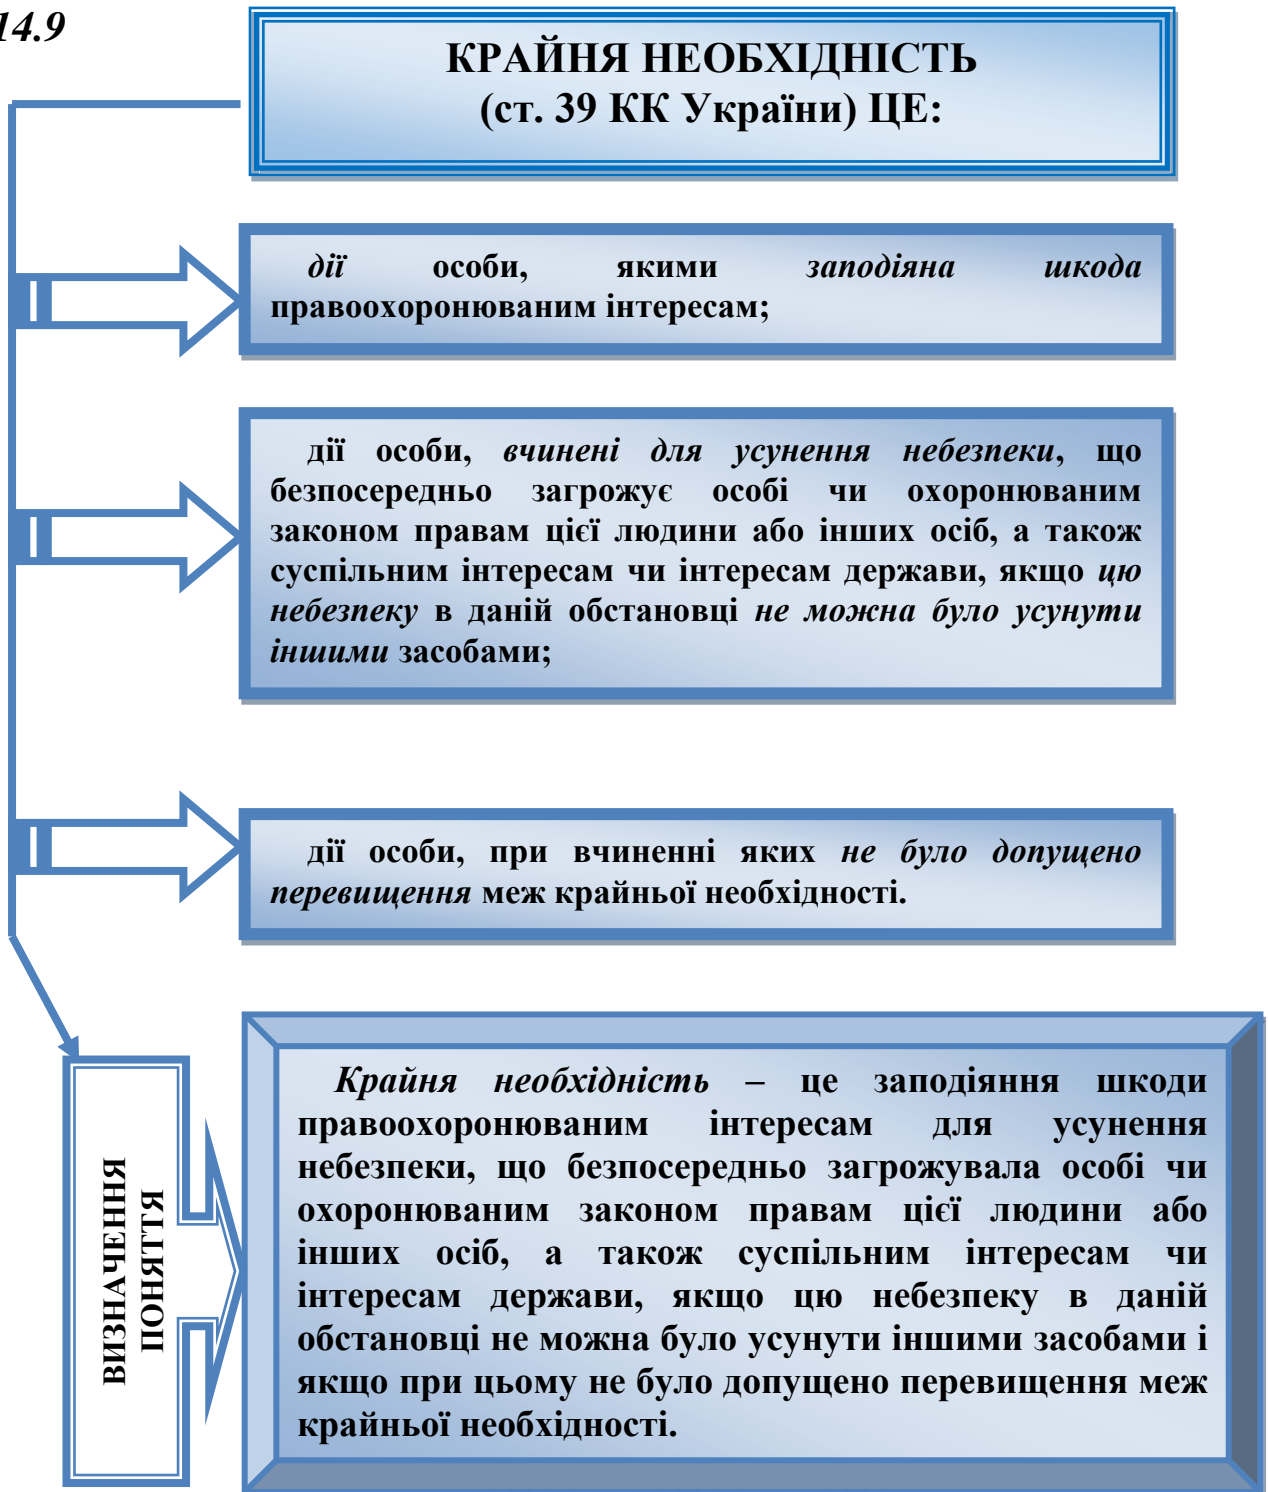 14.9
КРАЙНЯ НЕОБХІДНІСТЬ
(ст. 39 КК України) ЦЕ:
дії особи, якими заподіяна шкода
правоохоронюваним інтересам;
дії особи, вчинені для усунення небезпеки, що
безпосередньо загрожує особі чи охоронюваним
законом правам цієї людини або інших осіб, а також
суспільним інтересам чи інтересам держави, якщо цю
небезпеку в даній обстановці не можна було усунути
іншими засобами;
дії особи, при вчиненні яких не було допущено
перевищення меж крайньої необхідності.
ВИЗНАЧЕННЯ
ПОНЯТТЯ
Крайня необхідність – це заподіяння шкоди
правоохоронюваним інтересам для усунення
небезпеки, що безпосередньо загрожувала особі чи
охоронюваним законом правам цієї людини або
інших осіб, а також суспільним інтересам чи
інтересам держави, якщо цю небезпеку в даній
обстановці не можна було усунути іншими засобами і
якщо при цьому не було допущено перевищення меж
крайньої необхідності.